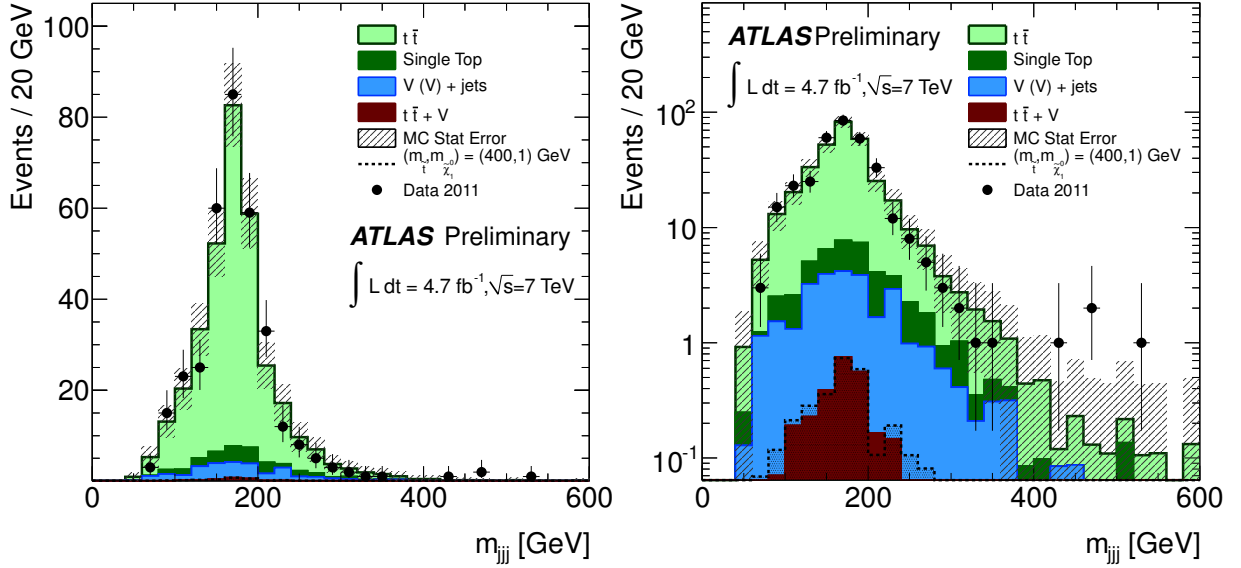 Events / 20 GeV
100
80
60
40
20
t t̄
Single Top
V (V) + jets
t t̄ + V
MC Stat Error
(m_t̃,m_χ̃₁⁰) = (400,1) GeV
Data 2011
ATLAS Preliminary
∫ L dt = 4.7 fb⁻¹,√s=7 TeV
0 200 400 600
m_jjj [GeV]
Events / 20 GeV
10²
10
1
10⁻¹
ATLAS Preliminary
∫ L dt = 4.7 fb⁻¹,√s=7 TeV
t t̄
Single Top
V (V) + jets
t t̄ + V
MC Stat Error
(m_t̃,m_χ̃₁⁰) = (400,1) GeV
Data 2011
0 200 400 600
m_jjj [GeV]